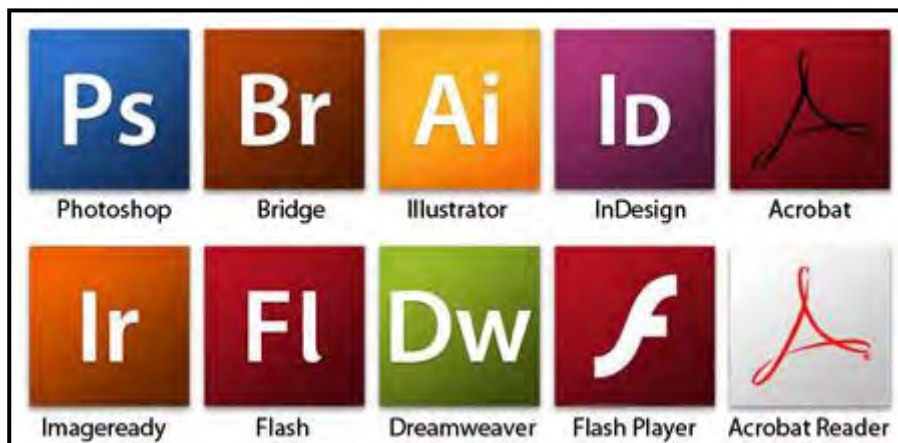 Ps Br Ai ID
Photoshop Bridge Illustrator InDesign Acrobat
Ir Fl Dw f
Imageready Flash Dreamweaver Flash Player Acrobat Reader